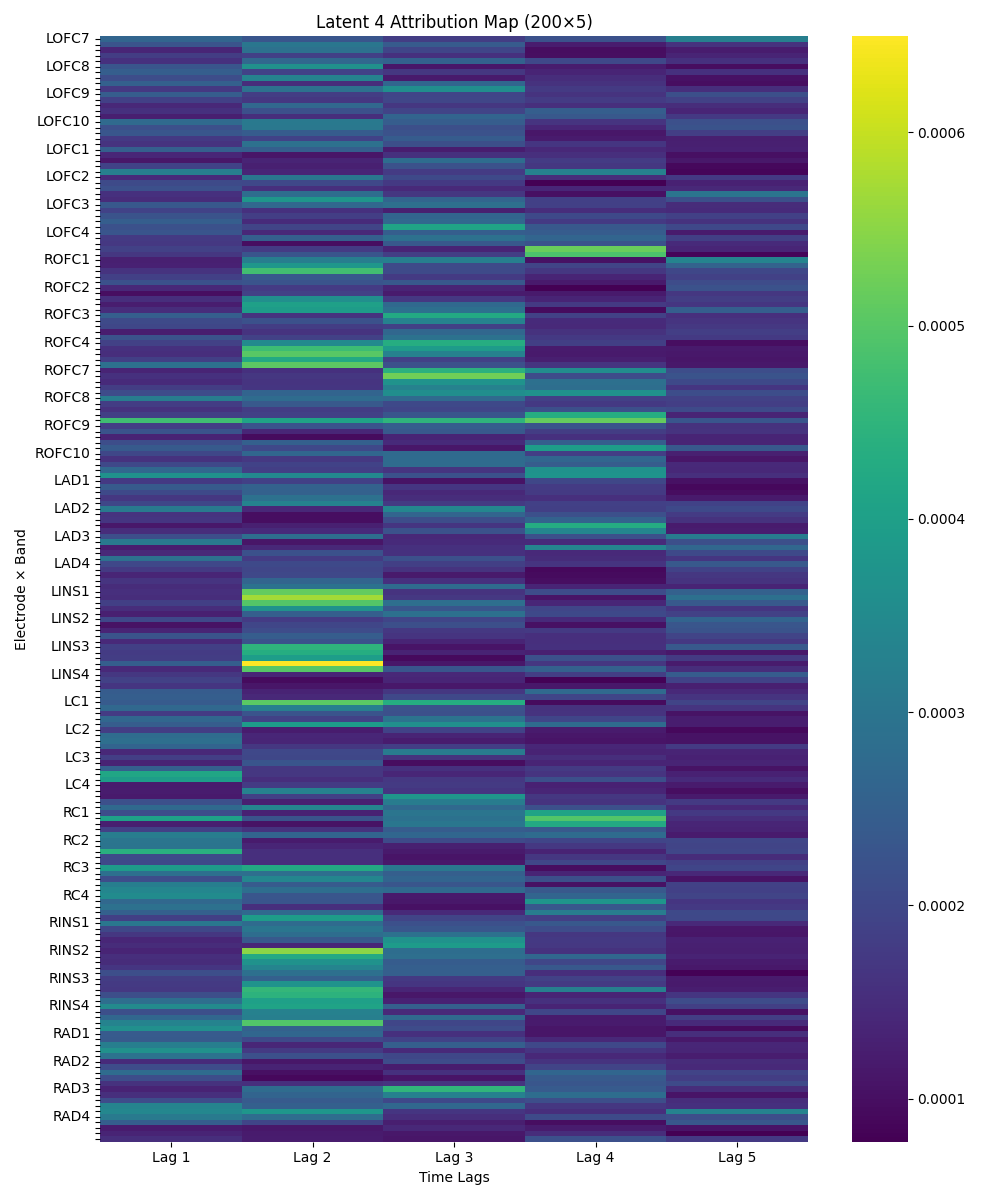 Latent 4 Attribution Map (200×5)
LOFC7
LOFC8
LOFC9
LOFC10
LOFC1
LOFC2
LOFC3
LOFC4
ROFC1
ROFC2
ROFC3
ROFC4
ROFC7
ROFC8
ROFC9
ROFC10
LAD1
LAD2
LAD3
LAD4
LINS1
LINS2
LINS3
LINS4
LC1
LC2
LC3
LC4
RC1
RC2
RC3
RC4
RINS1
RINS2
RINS3
RINS4
RAD1
RAD2
RAD3
RAD4
Electrode × Band
Lag 1 Lag 2 Lag 3 Lag 4 Lag 5
Time Lags
0.0006
0.0005
0.0004
0.0003
0.0002
0.0001